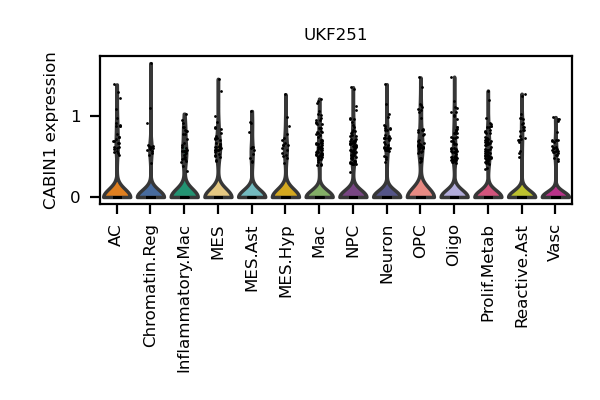 UKF251
CABIN1 expression
1
0
AC
Chromatin.Reg
Inflammatory.Mac
MES
MES.Ast
MES.Hyp
Mac
NPC
Neuron
OPC
Oligo
Prolif.Metab
Reactive.Ast
Vasc